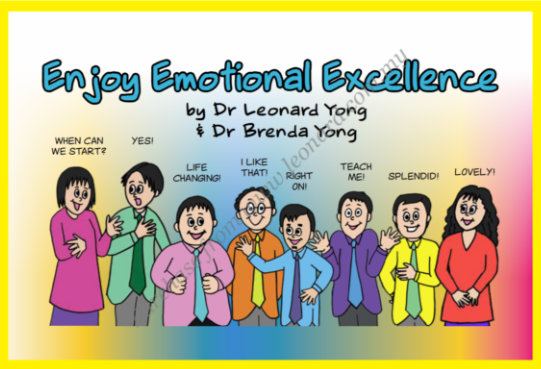 Enjoy Emotional Excellence
by Dr Leonard Yong
& Dr Brenda Yong
WHEN CAN
WE START?
YES!
LIFE
CHANGING!
I LIKE
THAT!
RIGHT
ON!
TEACH
ME!
SPLENDID!
LOVELY!